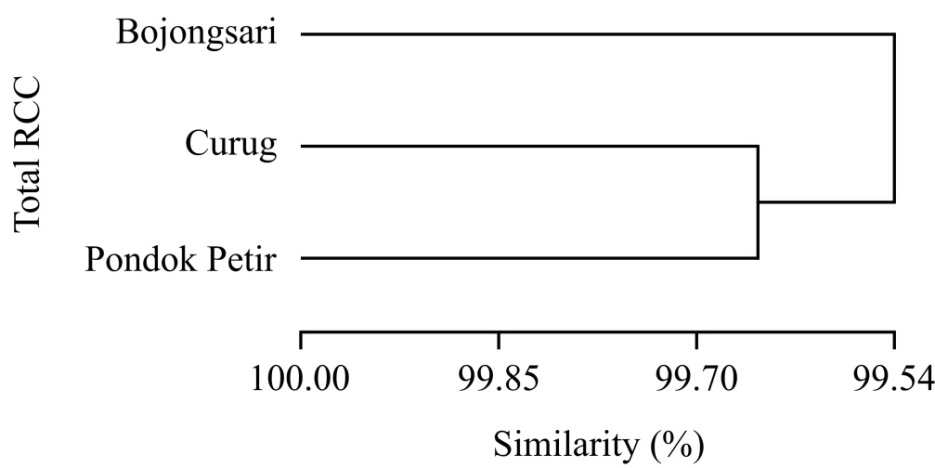 Total RCC
Bojongsari
Curug
Pondok Petir
100.00 99.85 99.70 99.54
Similarity (%)